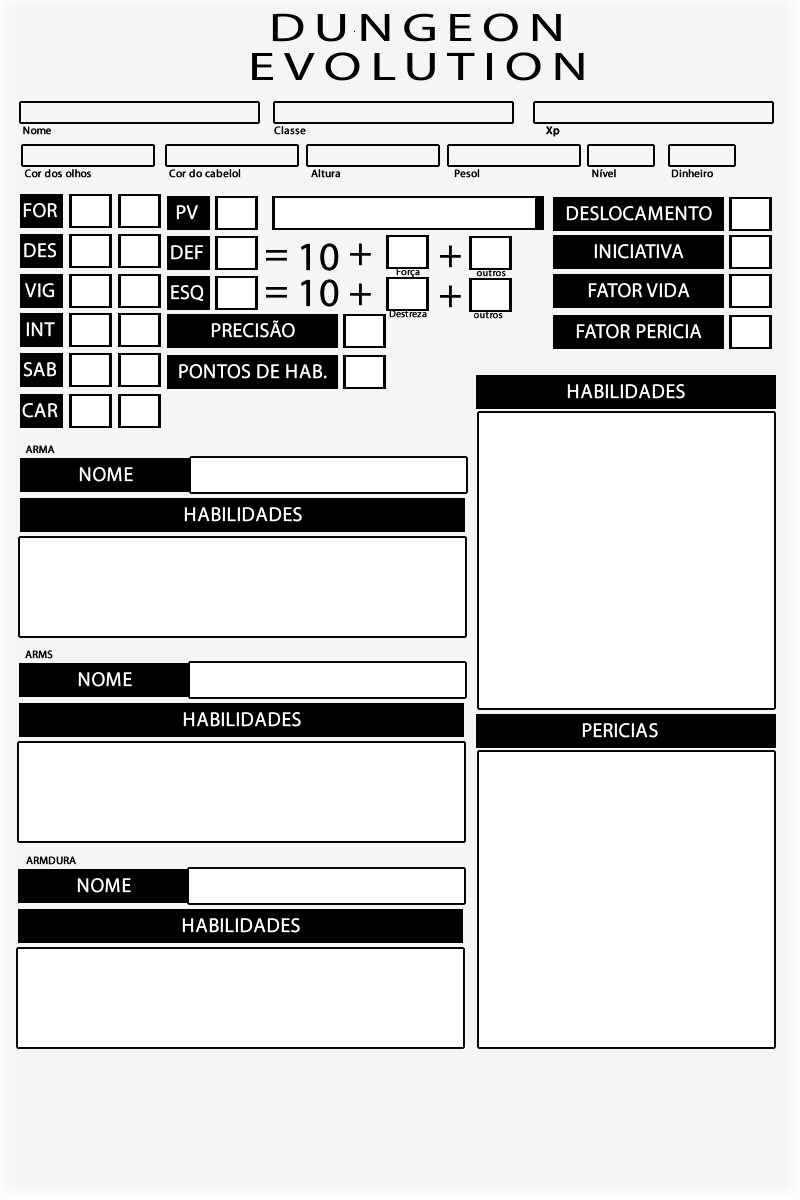 DUNGEON
EVOLUTION
Nome Classe Xp
Cor dos olhos Cor do cabelol Altura Pesol Nível Dinheiro
FOR PV DESLOCAMENTO
DES DEF = 10 + Força + outros INICIATIVA
VIG ESQ = 10 + Destreza + outros FATOR VIDA
INT PRECISÃO FATOR PERICIA
SAB PONTOS DE HAB.
CAR
HABILIDADES
ARMA
NOME
HABILIDADES
ARMS
NOME
HABILIDADES
PERICIAS
ARMDURA
NOME
HABILIDADES